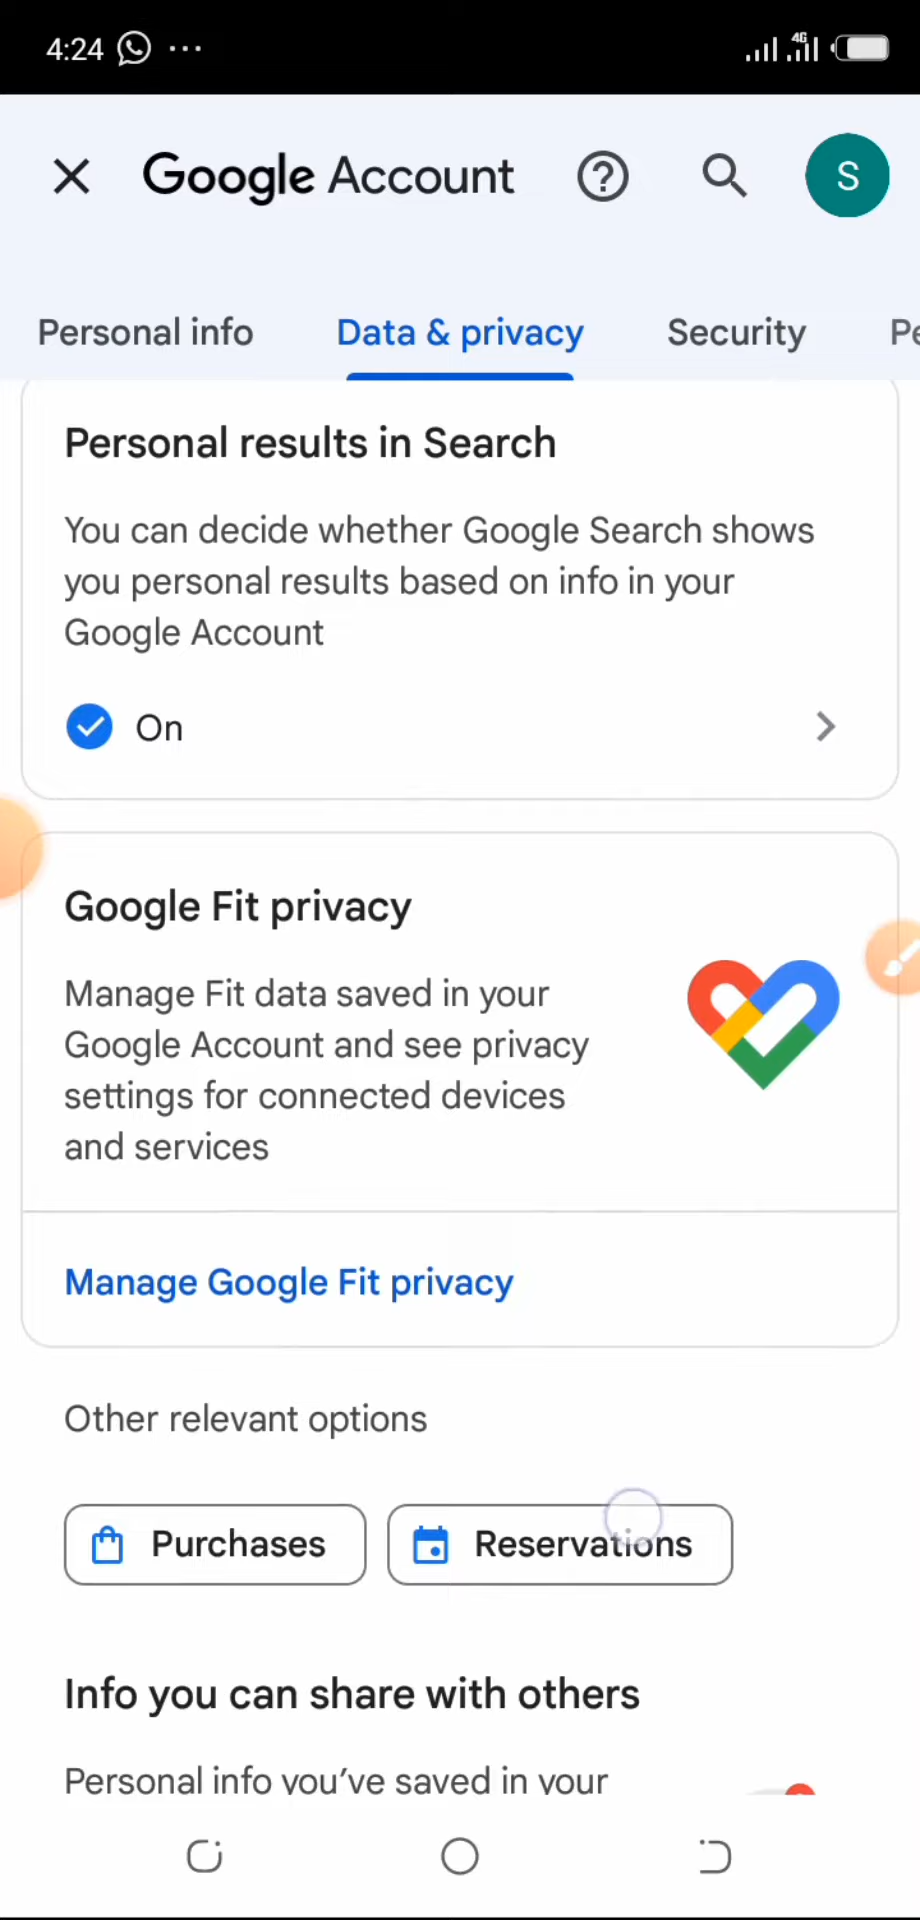 4:24
4G
Google Account
S
Personal info
Data & privacy
Security
Pe
Personal results in Search
You can decide whether Google Search shows
you personal results based on info in your
Google Account
On
Google Fit privacy
Manage Fit data saved in your
Google Account and see privacy
settings for connected devices
and services
Manage Google Fit privacy
Other relevant options
Purchases
Reservations
Info you can share with others
Personal info you've saved in your